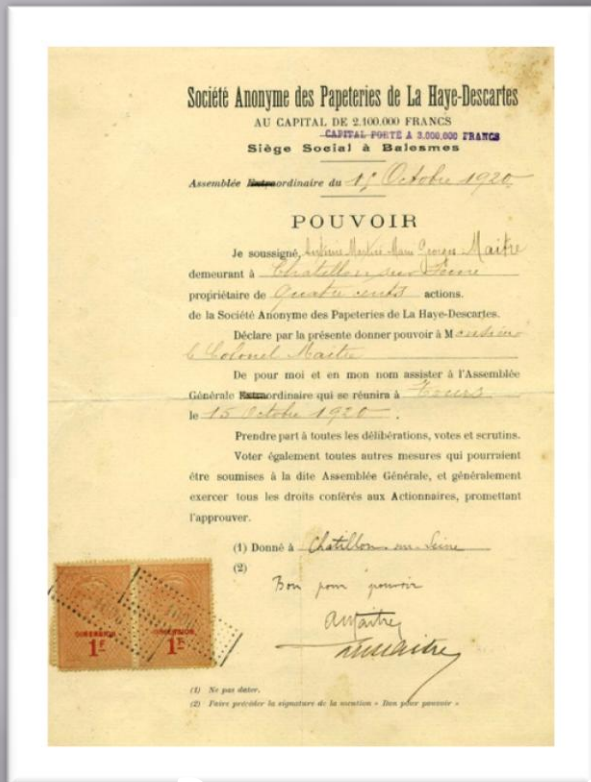 Société Anonyme des Papeteries de La Haye-Descartes
AU CAPITAL DE 2.100.000 FRANCS
CAPITAL PORTÉ A 3.000.000 FRANCS
Siège Social à Balesmes
Assemblée Extraordinaire du 15 Octobre 1920
POUVOIR
Je soussigné, Marie Georges Maitre
demeurant à Chatillon sur Seine
propriétaire de quatre cents actions.
de la Société Anonyme des Papeteries de La Haye-Descartes.
Déclare par la présente donner pouvoir à Monsieur
le Colonel Maitre
De pour moi et en mon nom assister à l'Assemblée
Générale Extraordinaire qui se réunira à Tours
le 15 Octobre 1920.
Prendre part à toutes les délibérations, votes et scrutins.
Voter également toutes autres mesures qui pourraient
être soumises à la dite Assemblée Générale, et généralement
exercer tous les droits conférés aux Actionnaires, promettant
l'approuver.
(1) Donné à Chatillon-sur-Seine
(2)
Bon pour pouvoir
AMaitre
1F 1F
(1) Ne pas dater.
(2) Faire précéder la signature de la mention « Bon pour pouvoir »